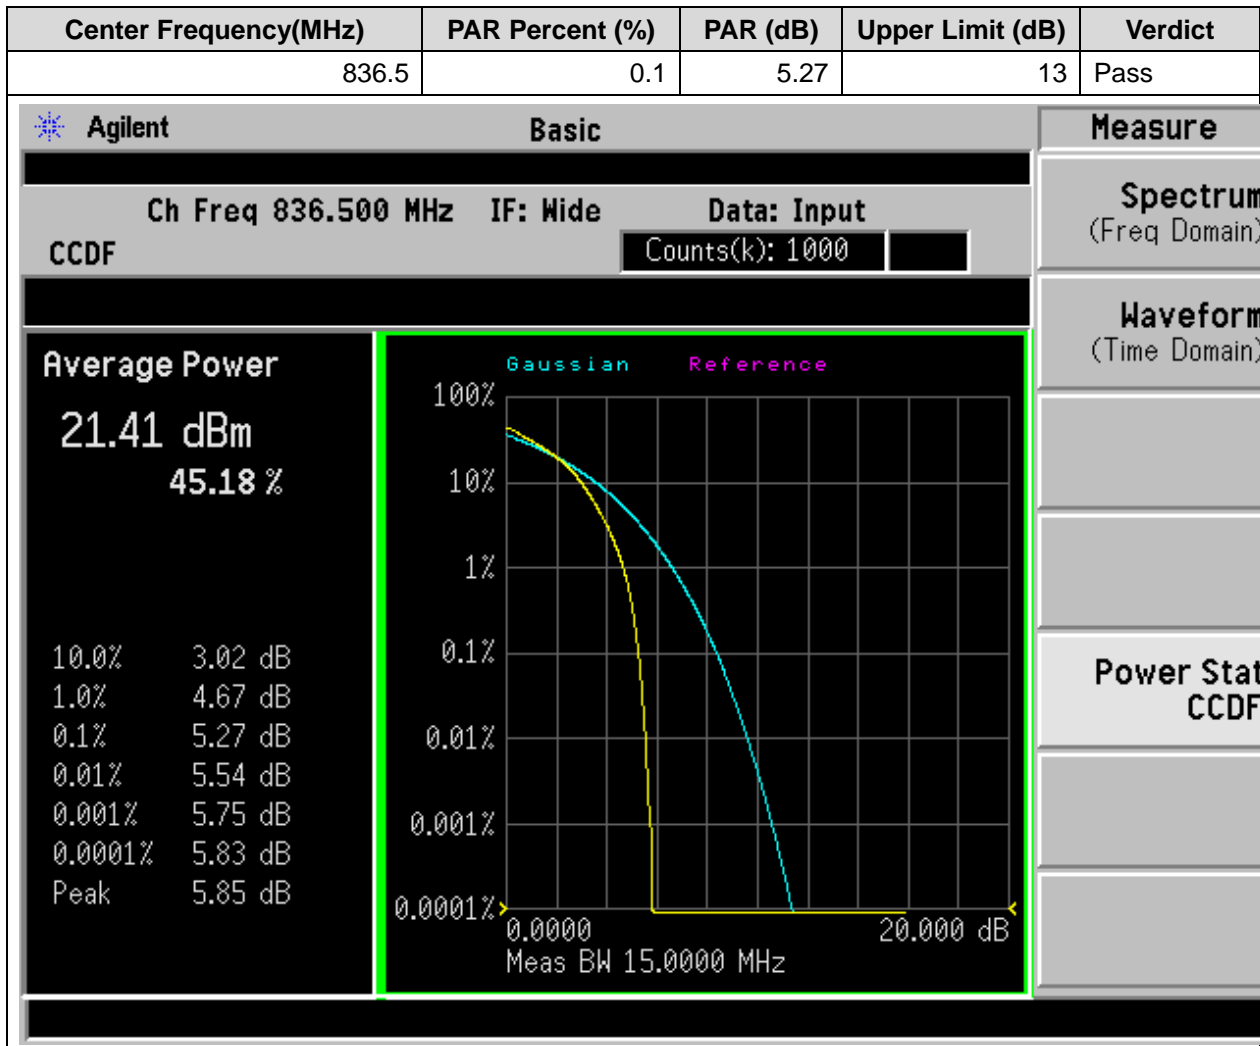 Center Frequency(MHz) PAR Percent (%) PAR (dB) Upper Limit (dB) Verdict
836.5 0.1 5.27 13 Pass
Agilent Basic Measure
Ch Freq 836.500 MHz IF: Wide Data: Input
CCDF Counts(k): 1000
Average Power
21.41 dBm
45.18 %
10.0% 3.02 dB
1.0% 4.67 dB
0.1% 5.27 dB
0.01% 5.54 dB
0.001% 5.75 dB
0.0001% 5.83 dB
Peak 5.85 dB
Gaussian Reference
100%
10%
1%
0.1%
0.01%
0.001%
0.0001%
0.0000 20.000 dB
Meas BW 15.0000 MHz
Spectrum
(Freq Domain)
Waveform
(Time Domain)
Power Stat
CCDF